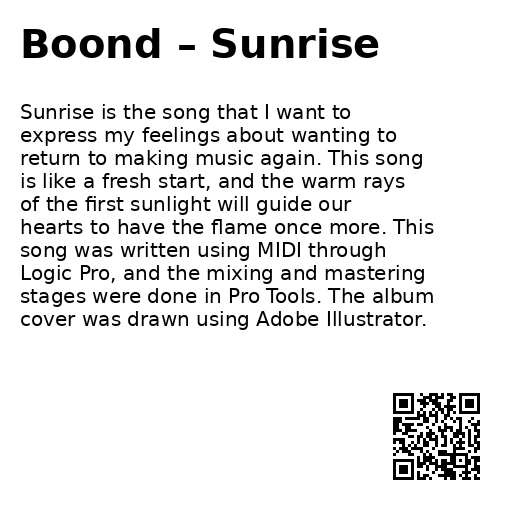 Boond – Sunrise
Sunrise is the song that I want to
express my feelings about wanting to
return to making music again. This song
is like a fresh start, and the warm rays
of the first sunlight will guide our
hearts to have the flame once more. This
song was written using MIDI through
Logic Pro, and the mixing and mastering
stages were done in Pro Tools. The album
cover was drawn using Adobe Illustrator.